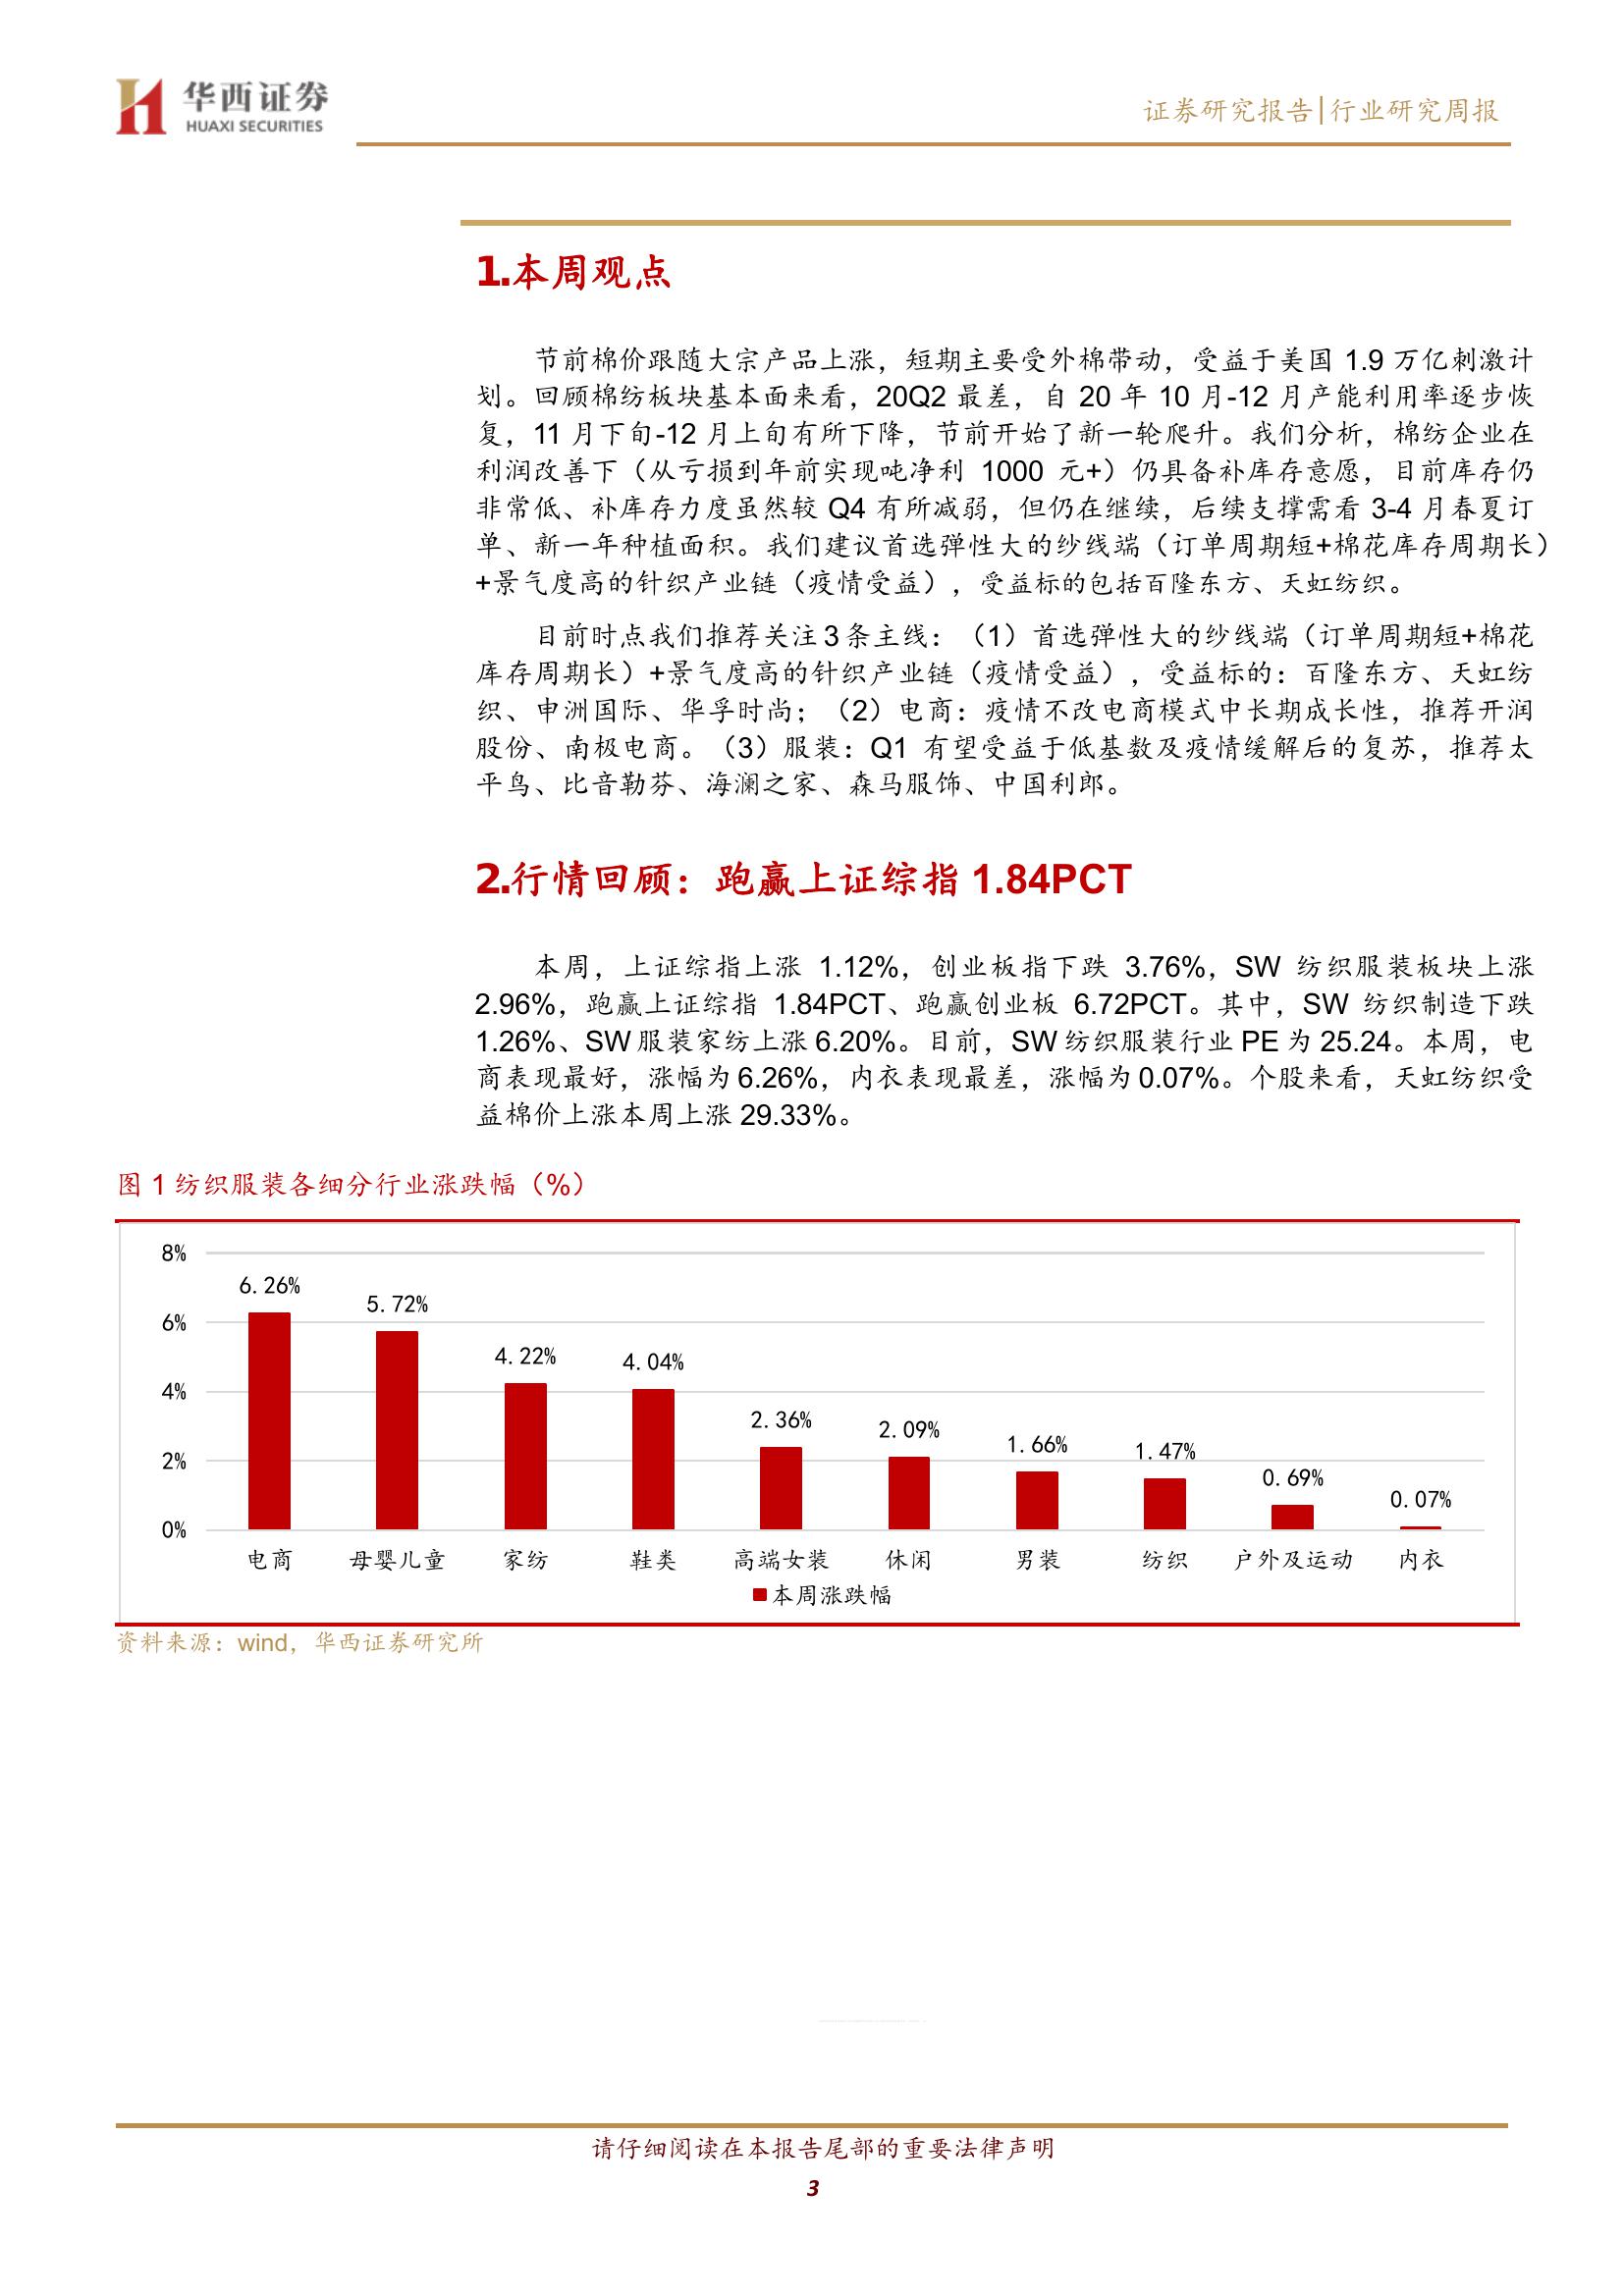 华西证券
HUAXI SECURITIES
证券研究报告|行业研究周报
1.本周观点
节前棉价跟随大宗产品上涨，短期主要受外棉带动，受益于美国 1.9 万亿刺激计
划。回顾棉纺板块基本面来看，20Q2 最差，自 20 年 10 月-12 月产能利用率逐步恢
复，11 月下旬-12 月上旬有所下降，节前开始了新一轮爬升。我们分析，棉纺企业在
利润改善下（从亏损到年前实现吨净利 1000 元+）仍具备补库存意愿，目前库存仍
非常低、补库存力度虽然较 Q4 有所减弱，但仍在继续，后续支撑需看 3-4 月春夏订
单、新一年种植面积。我们建议首选弹性大的纱线端（订单周期短+棉花库存周期长）
+景气度高的针织产业链（疫情受益），受益标的包括百隆东方、天虹纺织。
目前时点我们推荐关注 3 条主线：（1）首选弹性大的纱线端（订单周期短+棉花
库存周期长）+景气度高的针织产业链（疫情受益），受益标的：百隆东方、天虹纺
织、申洲国际、华孚时尚；（2）电商：疫情不改电商模式中长期成长性，推荐开润
股份、南极电商。（3）服装：Q1 有望受益于低基数及疫情缓解后的复苏，推荐太
平鸟、比音勒芬、海澜之家、森马服饰、中国利郎。
2.行情回顾：跑赢上证综指 1.84PCT
本周，上证综指上涨 1.12%，创业板指下跌 3.76%，SW 纺织服装板块上涨
2.96%，跑赢上证综指 1.84PCT、跑赢创业板 6.72PCT。其中，SW 纺织制造下跌
1.26%、SW 服装家纺上涨 6.20%。目前，SW 纺织服装行业 PE 为 25.24。本周，电
商表现最好，涨幅为 6.26%，内衣表现最差，涨幅为 0.07%。个股来看，天虹纺织受
益棉价上涨本周上涨 29.33%。
图 1 纺织服装各细分行业涨跌幅（%）
8%
6%
4%
2%
0%
6.26%
5.72%
4.22%
4.04%
2.36%
2.09%
1.66%
1.47%
0.69%
0.07%
电商 母婴儿童 家纺 鞋类 高端女装 休闲 男装 纺织 户外及运动 内衣
本周涨跌幅
资料来源：wind，华西证券研究所
请仔细阅读在本报告尾部的重要法律声明
3